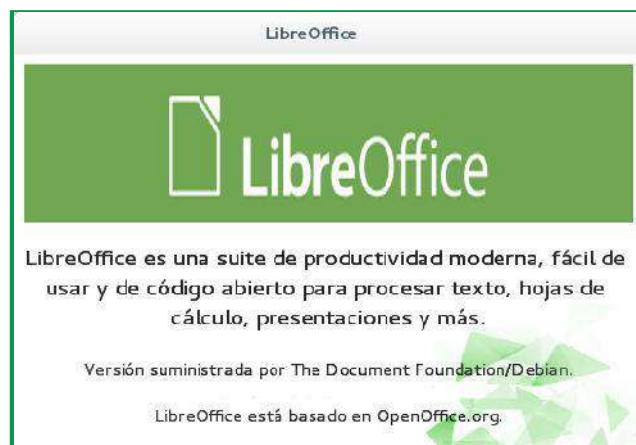 LibreOffice
LibreOffice
LibreOffice es una suite de productividad moderna, fácil de
usar y de código abierto para procesar texto, hojas de
cálculo, presentaciones y más.
Versión suministrada por The Document Foundation/Debian.
LibreOffice está basado en OpenOffice.org.